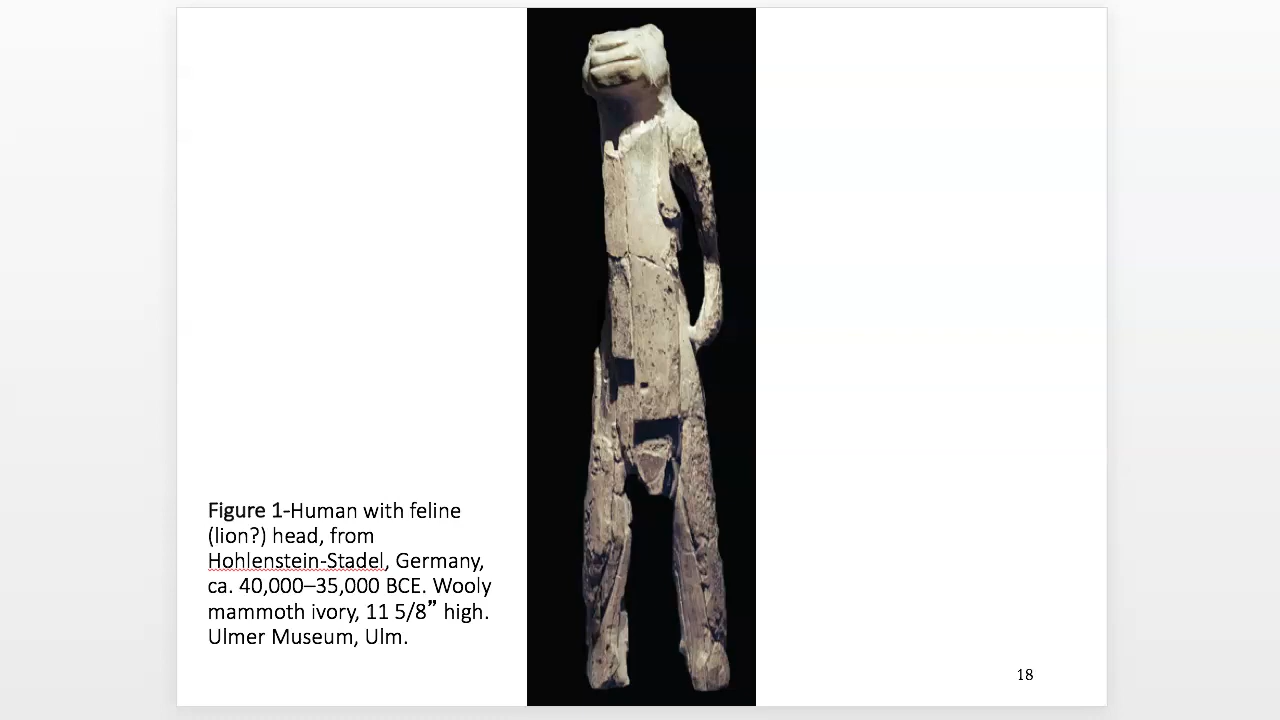 Figure 1-Human with feline
(lion?) head, from
Hohlenstein-Stadel, Germany,
ca. 40,000–35,000 BCE. Wooly
mammoth ivory, 11 5/8” high.
Ulmer Museum, Ulm.
18